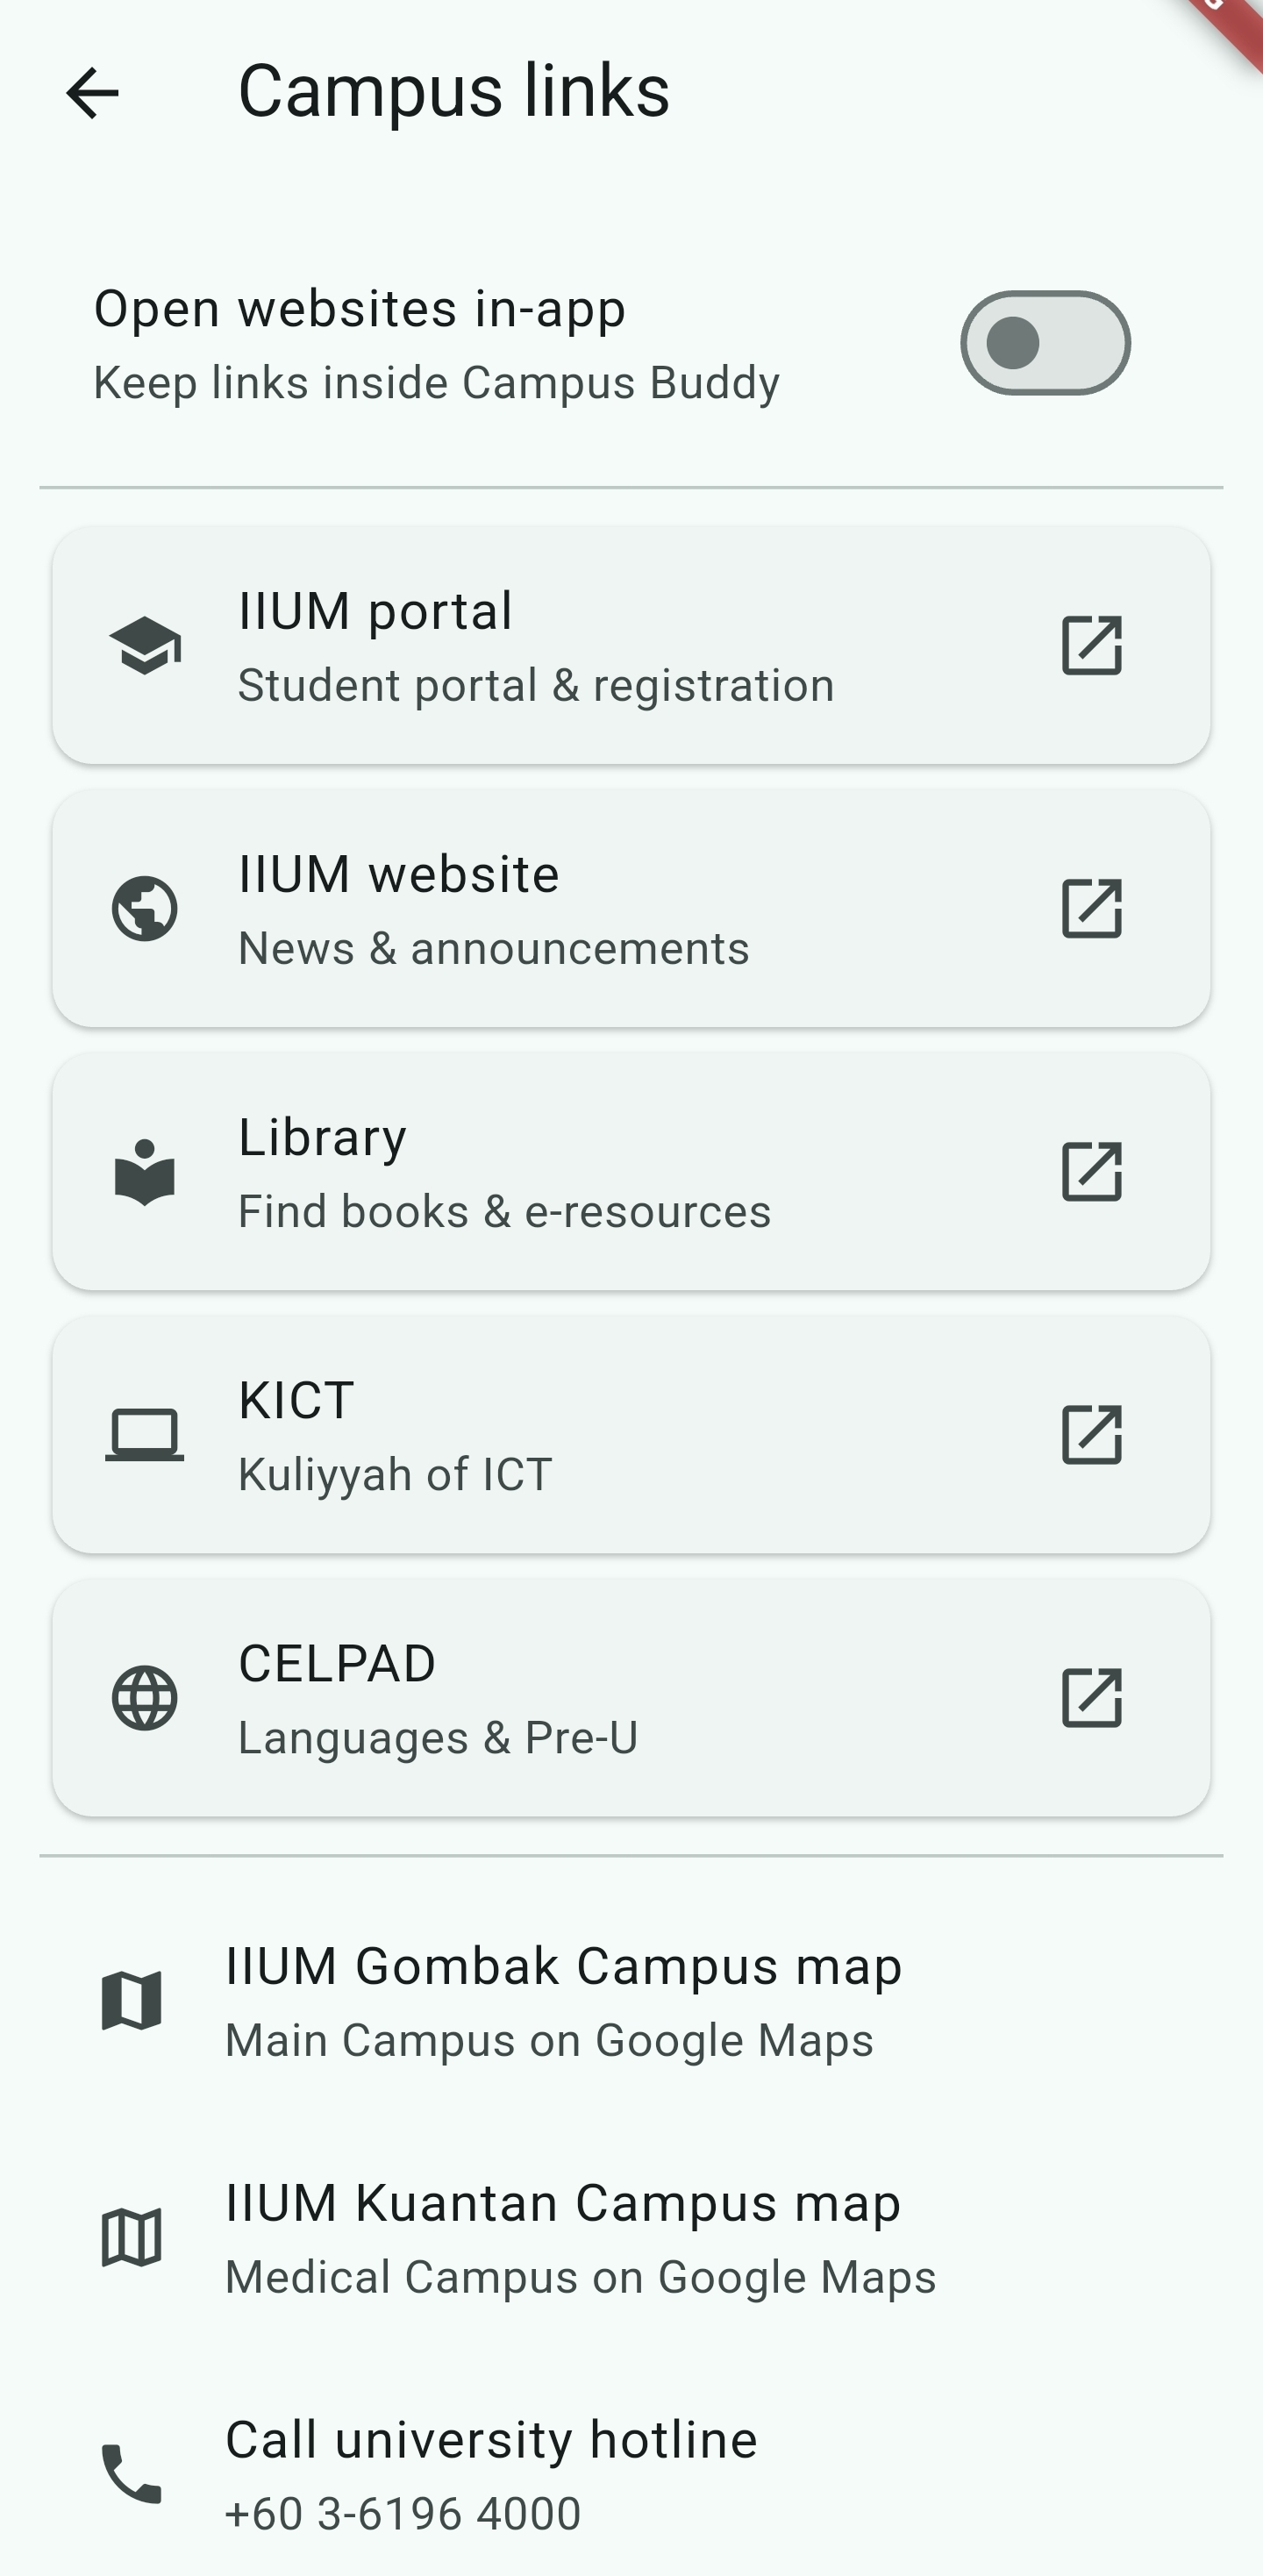 Campus links
Open websites in-app
Keep links inside Campus Buddy
IIUM portal
Student portal & registration
IIUM website
News & announcements
Library
Find books & e-resources
KICT
Kuliyyah of ICT
CELPAD
Languages & Pre-U
IIUM Gombak Campus map
Main Campus on Google Maps
IIUM Kuantan Campus map
Medical Campus on Google Maps
Call university hotline
+60 3-6196 4000